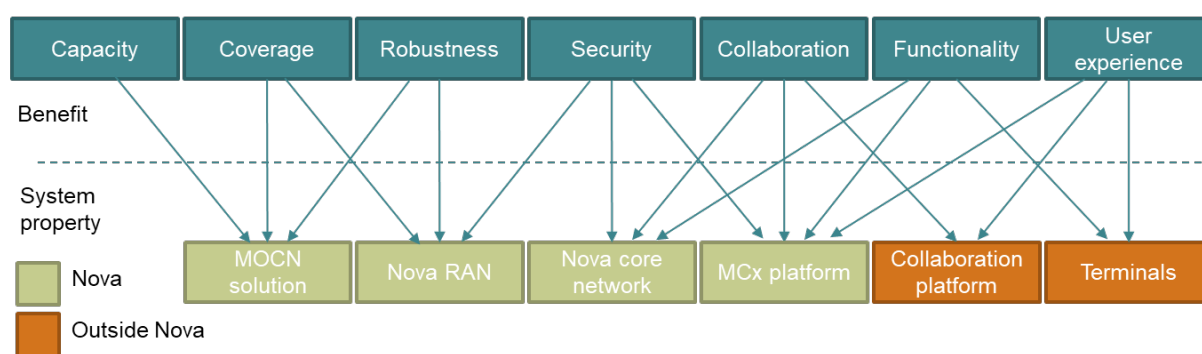 Capacity
Coverage
Robustness
Security
Collaboration
Functionality
User
experience
Benefit
System
property
MOCN
solution
Nova RAN
Nova core
network
MCx platform
Collaboration
platform
Terminals
Nova
Outside Nova